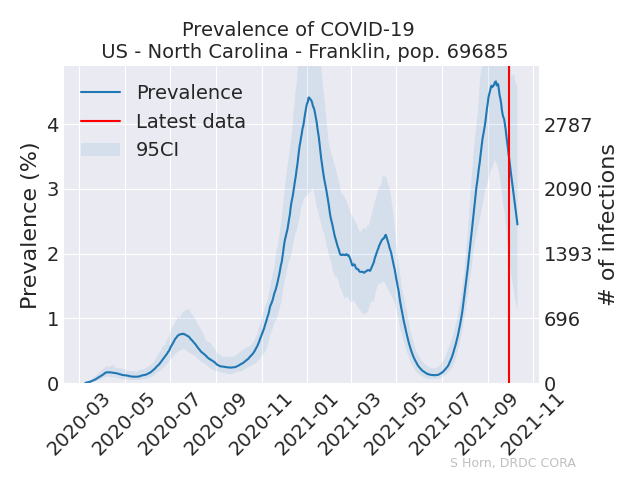 Prevalence of COVID-19
US - North Carolina - Franklin, pop. 69685
Prevalence
Latest data
95CI
Prevalence (%)
4
3
2
1
0
# of infections
2787
2090
1393
696
0
2020-03
2020-05
2020-07
2020-09
2020-11
2021-01
2021-03
2021-05
2021-07
2021-09
2021-11
S Horn, DRDC CORA